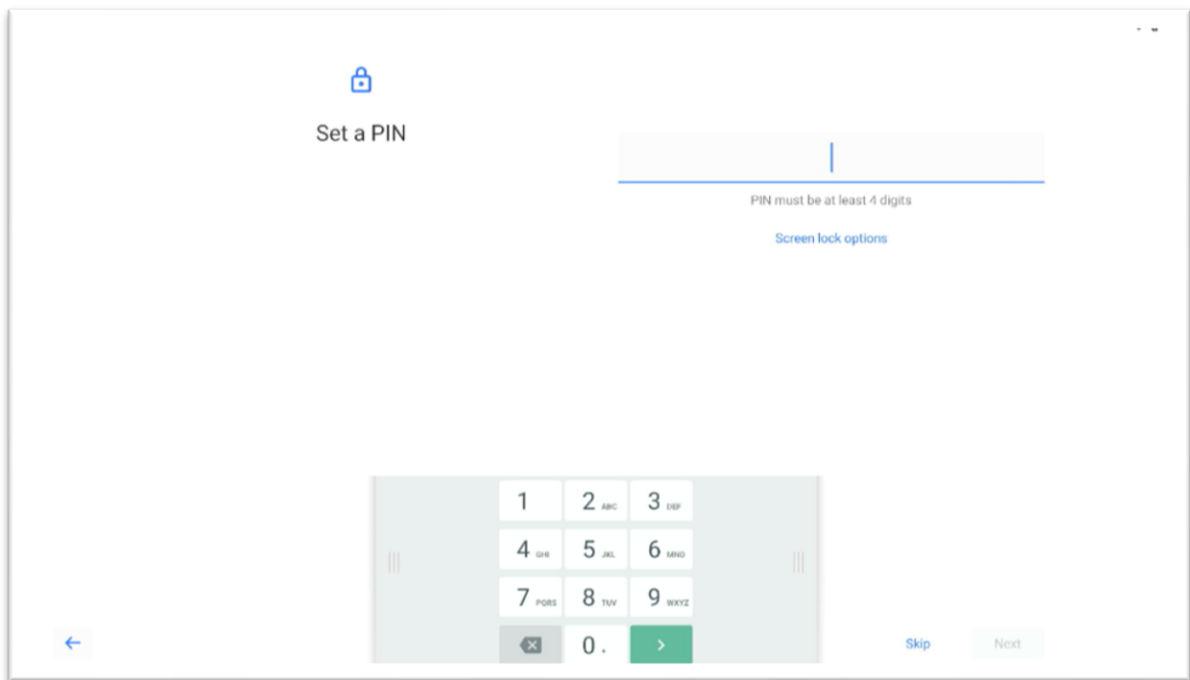 Set a PIN
PIN must be at least 4 digits
Screen lock options
1 2 ABC 3 DEF
4 GHI 5 JKL 6 MNO
7 PQRS 8 TUV 9 WXYZ
0 .
Skip Next